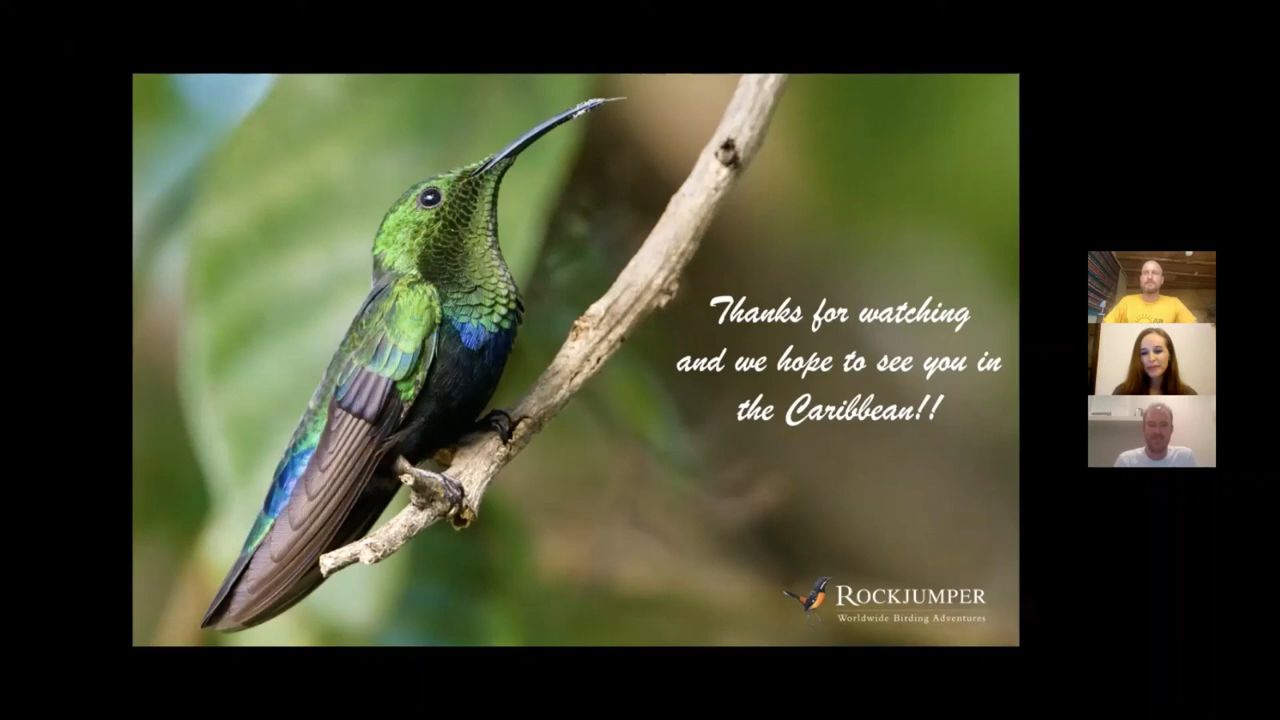 Thanks for watching
and we hope to see you in
the Caribbean!!
ROCKJUMPER
Worldwide Birding Adventures